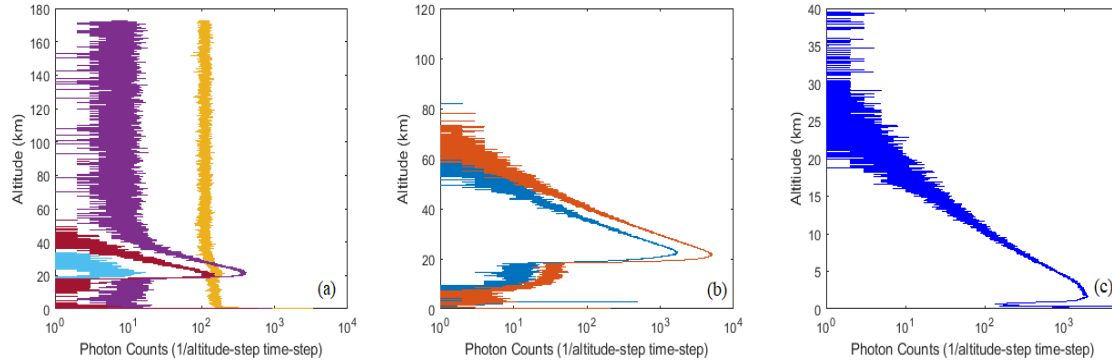 180
160
140
120
100
80
60
40
20
0
Altitude (km)
10^0 10^1 10^2 10^3 10^4
Photon Counts (1/altitude-step time-step)
(a)
120
100
80
60
40
20
0
Altitude (km)
10^0 10^1 10^2 10^3 10^4
Photon Counts (1/altitude-step time-step)
(b)
40
35
30
25
20
15
10
5
0
Altitiude (km)
10^0 10^1 10^2 10^3
Photon Counts (1/altitude-step time-step)
(c)